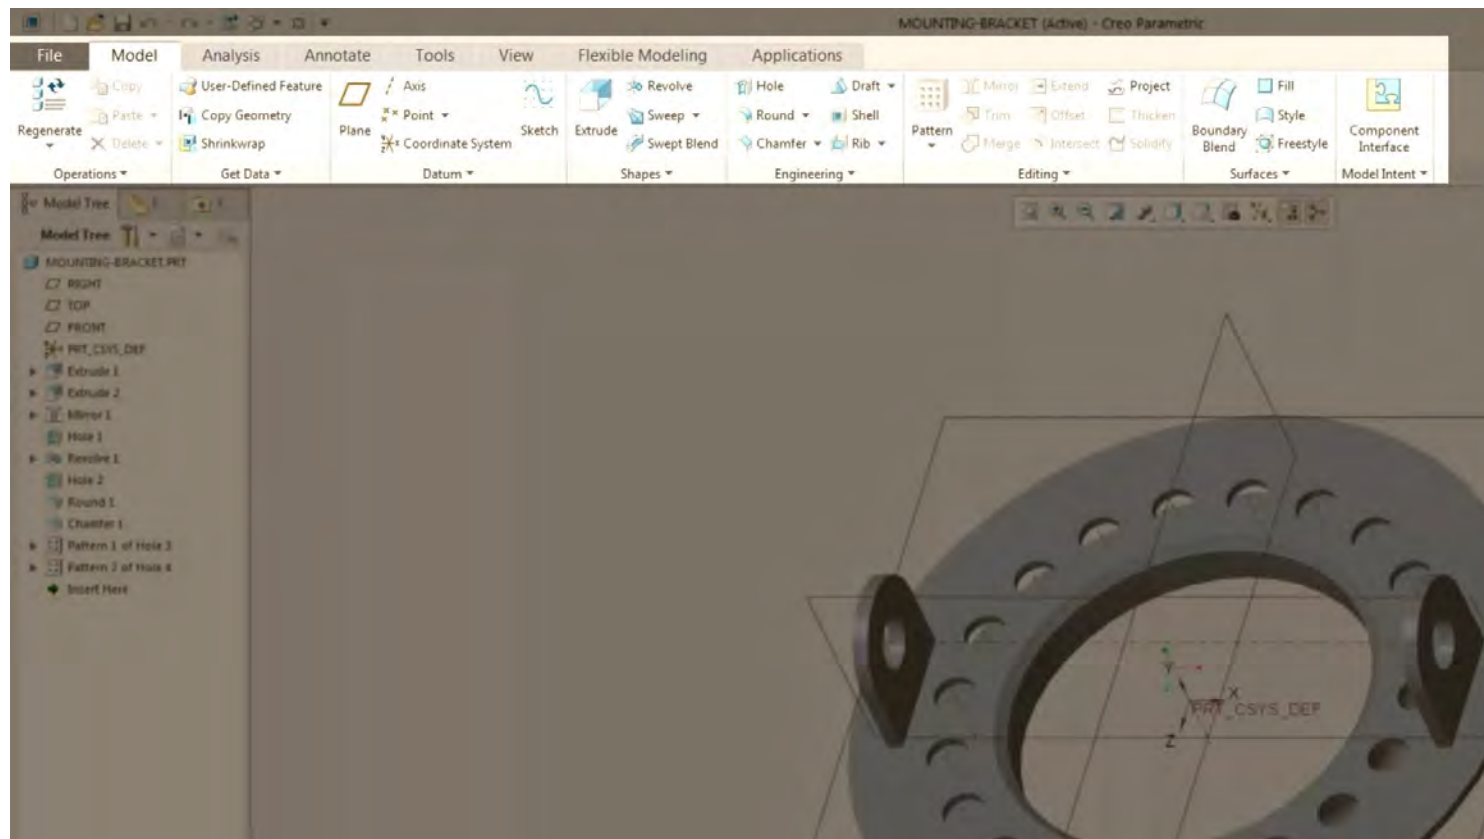 MOUNTING-BRACKET (Active) - Creo Parametric
File Model Analysis Annotate Tools View Flexible Modeling Applications
Regenerate Copy Paste Delete
User-Defined Feature
Copy Geometry
Shrinkwrap
Plane Axis Point Coordinate System Sketch
Extrude Revolve Sweep Swept Blend
Hole Draft
Round Shell
Chamfer Rib
Pattern Mirror Extend Project
Trim Offset Thicken
Merge Intersect Solidify
Boundary Blend Fill Style Freestyle
Component Interface
Operations Get Data Datum Shapes Engineering Editing Surfaces Model Intent
Model Tree
Model Tree
MOUNTING-BRACKET.PRT
RIGHT
TOP
FRONT
PRT_CSYS_DEF
Extrude 1
Extrude 2
Mirror 1
Hole 1
Revolve 1
Hole 2
Round 1
Chamfer 1
Pattern 1 of Hole 3
Pattern 2 of Hole 4
Insert Here
Y
X
PRT_CSYS_DEF
Z